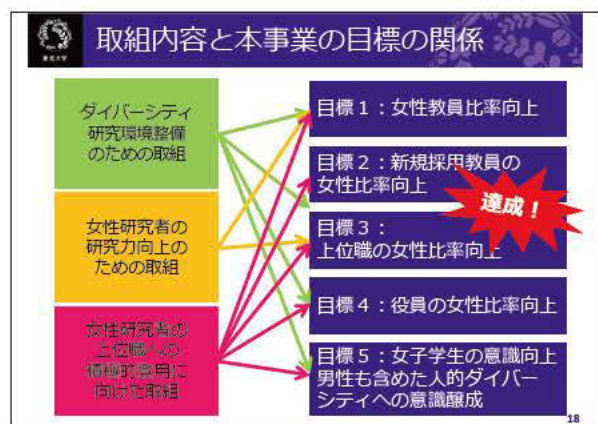 取組内容と本事業の目標の関係
東北大学
ダイバーシティ
研究環境整備
のための取組
女性研究者の
研究力向上の
ための取組
女性研究者の
上位職への
積極的登用に
向けた取組
目標1：女性教員比率向上
目標2：新規採用教員の
女性比率向上
達成！
目標3：
上位職の女性比率向上
目標4：役員の女性比率向上
目標5：女子学生の意識向上
男性も含めた人的ダイバー
シティへの意識醸成
18